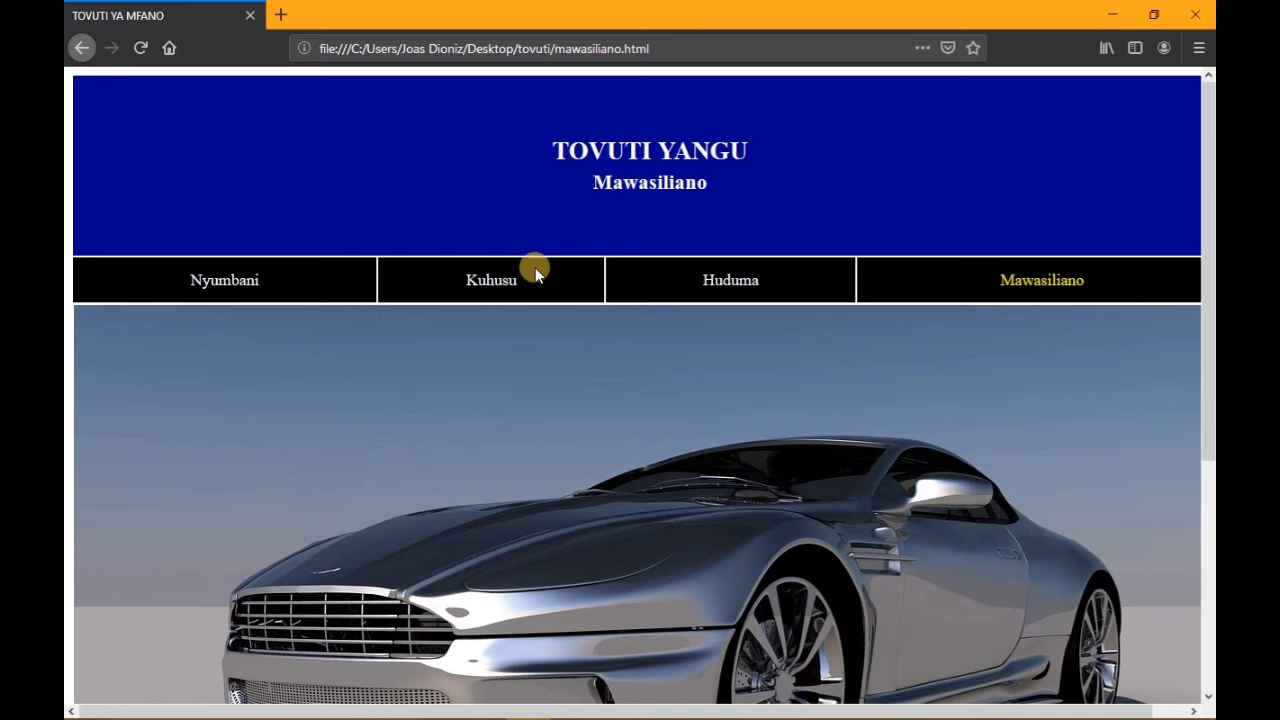 TOVUTI YA MFANO
file:///C:/Users/Joas Dioniz/Desktop/tovuti/mawasiliano.html
TOVUTI YANGU
Mawasiliano
Nyumbani Kuhusu Huduma Mawasiliano